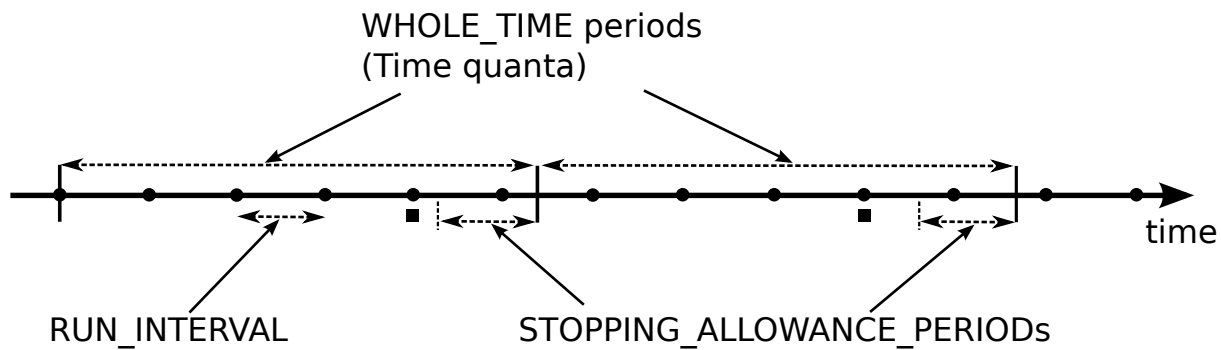 WHOLE_TIME periods
(Time quanta)
time
RUN_INTERVAL
STOPPING_ALLOWANCE_PERIODs